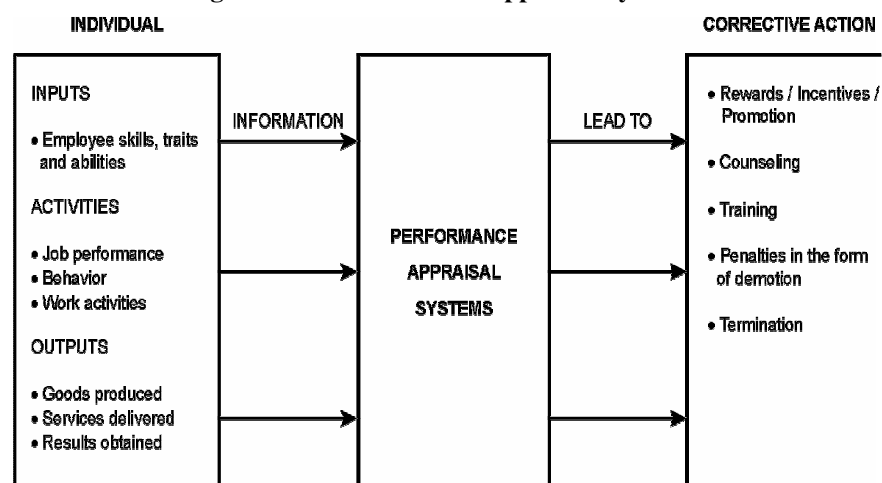 INDIVIDUAL
INPUTS
• Employee skills, traits
and abilities
ACTIVITIES
• Job performance
• Behavior
• Work activities
OUTPUTS
• Goods produced
• Services delivered
• Results obtained
INFORMATION
PERFORMANCE
APPRAISAL
SYSTEMS
LEAD TO
CORRECTIVE ACTION
• Rewards / Incentives /
Promotion
• Counseling
• Training
• Penalties in the form
of demotion
• Termination